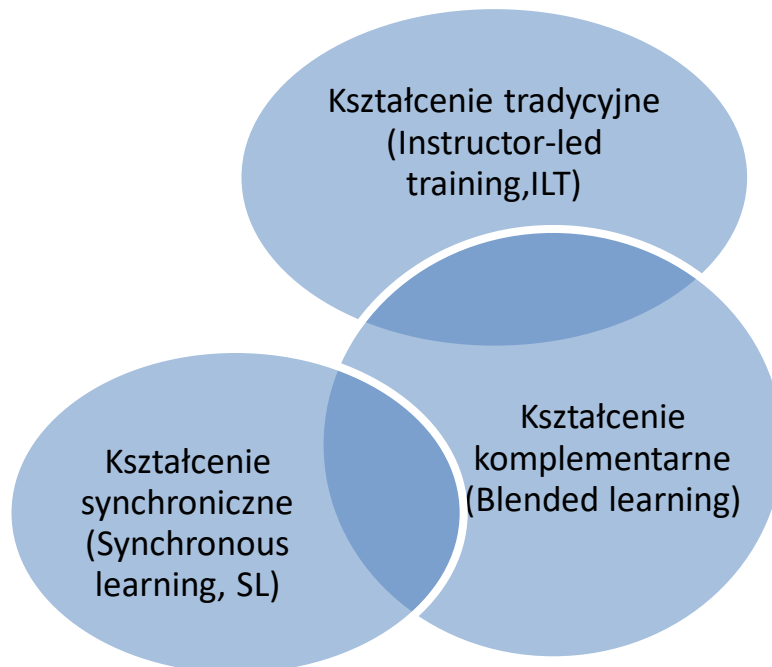 Kształcenie tradycyjne
(Instructor-led
training,ILT)
Kształcenie
synchroniczne
(Synchronous
learning, SL)
Kształcenie
komplementarne
(Blended learning)